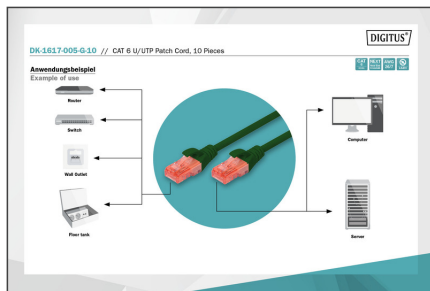 DIGITUS®
DK-1617-005-G-10 // CAT 6 U/UTP Patch Cord, 10 Pieces
Anwendungsbeispiel
Example of use
Router
Switch
Wall Outlet
Floor tank
Computer
Server